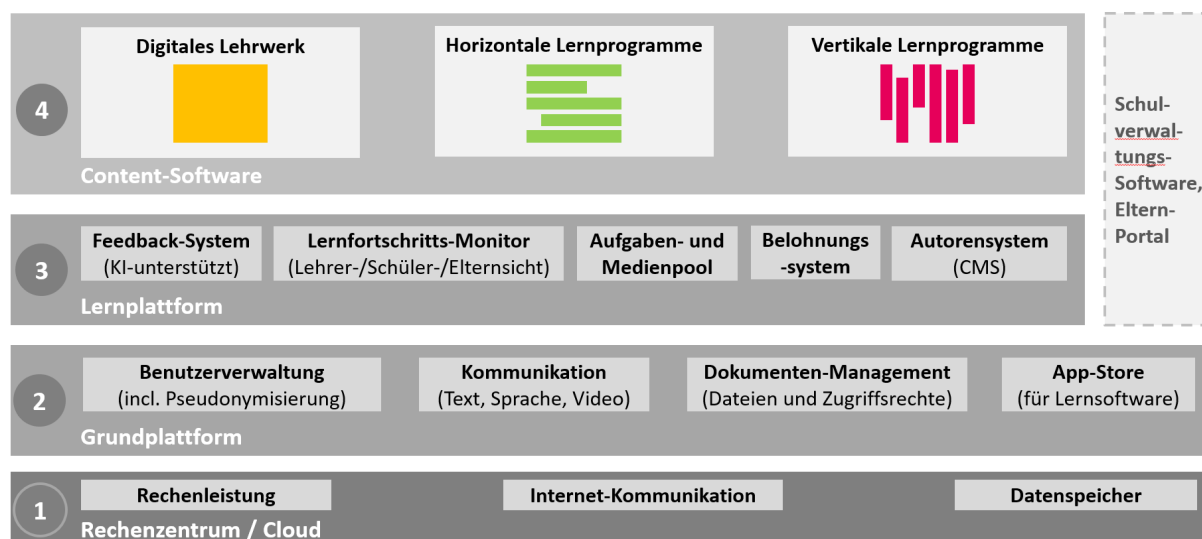 Digitales Lehrwerk
Horizontale Lernprogramme
Vertikale Lernprogramme
4
Content-Software
Schul-
verwal-
tungs-
Software,
Eltern-
Portal
Feedback-System
(KI-unterstützt)
Lernfortschritts-Monitor
(Lehrer-/Schüler-/Elternsicht)
Aufgaben- und
Medienpool
Belohnungs
-system
Autorensystem
(CMS)
3
Lernplattform
Benutzerverwaltung
(incl. Pseudonymisierung)
Kommunikation
(Text, Sprache, Video)
Dokumenten-Management
(Dateien und Zugriffsrechte)
App-Store
(für Lernsoftware)
2
Grundplattform
Rechenleistung
Internet-Kommunikation
Datenspeicher
1
Rechenzentrum / Cloud